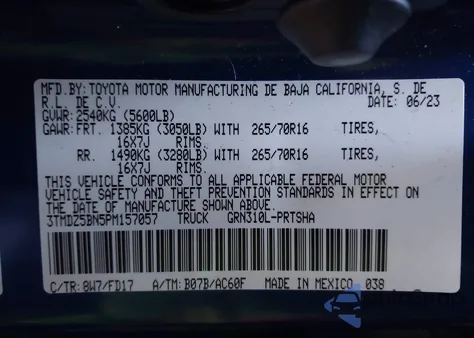 MFD.BY:TOYOTA MOTOR MANUFACTURING DE BAJA CALIFORNIA, S. DE
R.L. DE C.V. DATE: 06/23
GVWR:2540KG (5600LB)
GAWR:FRT. 1385KG (3050LB) WITH 265/70R16 TIRES,
16X7J RIMS.
RR. 1490KG (3280LB) WITH 265/70R16 TIRES,
16X7J RIMS.
THIS VEHICLE CONFORMS TO ALL APPLICABLE FEDERAL MOTOR
VEHICLE SAFETY AND THEFT PREVENTION STANDARDS IN EFFECT ON
THE DATE OF MANUFACTURE SHOWN ABOVE.
3TMDZ5BN5PM157057 TRUCK GRN310L-PRTSHA
C/TR:8W7/FD17 A/TM:B07B/AC60F MADE IN MEXICO 038